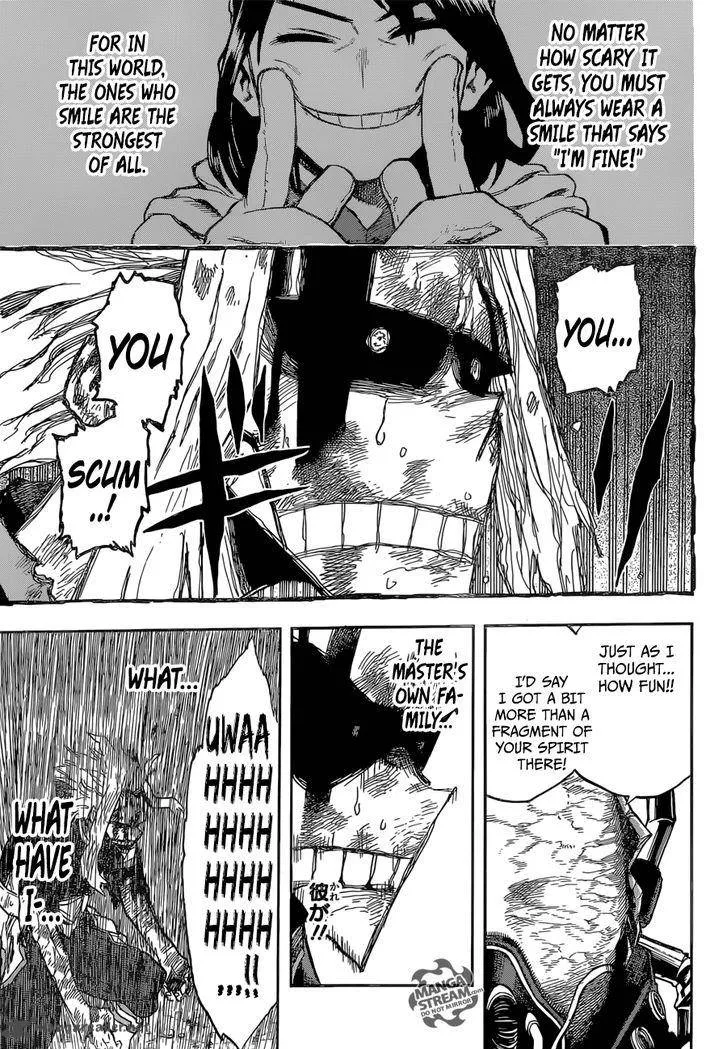 NO MATTER
HOW SCARY IT
GETS, YOU MUST
ALWAYS WEAR A
SMILE THAT SAYS
"I'M FINE!"
FOR IN
THIS WORLD,
THE ONES WHO
SMILE ARE THE
STRONGEST
OF ALL.
YOU...
YOU
SCUM
...!
JUST AS I
THOUGHT...
HOW FUN!!
I'D SAY
I GOT A BIT
MORE THAN A
FRAGMENT OF
YOUR SPIRIT
THERE!
THE
MASTER'S
OWN FA-
MILY...
彼が!!
かれ
UWAA
HHHH
HHHH
HHHH
HHHH
!!
......
WHAT...
WHAT
HAVE
I-...
MANGA
STREAM.com
DO NOT MIRROR!